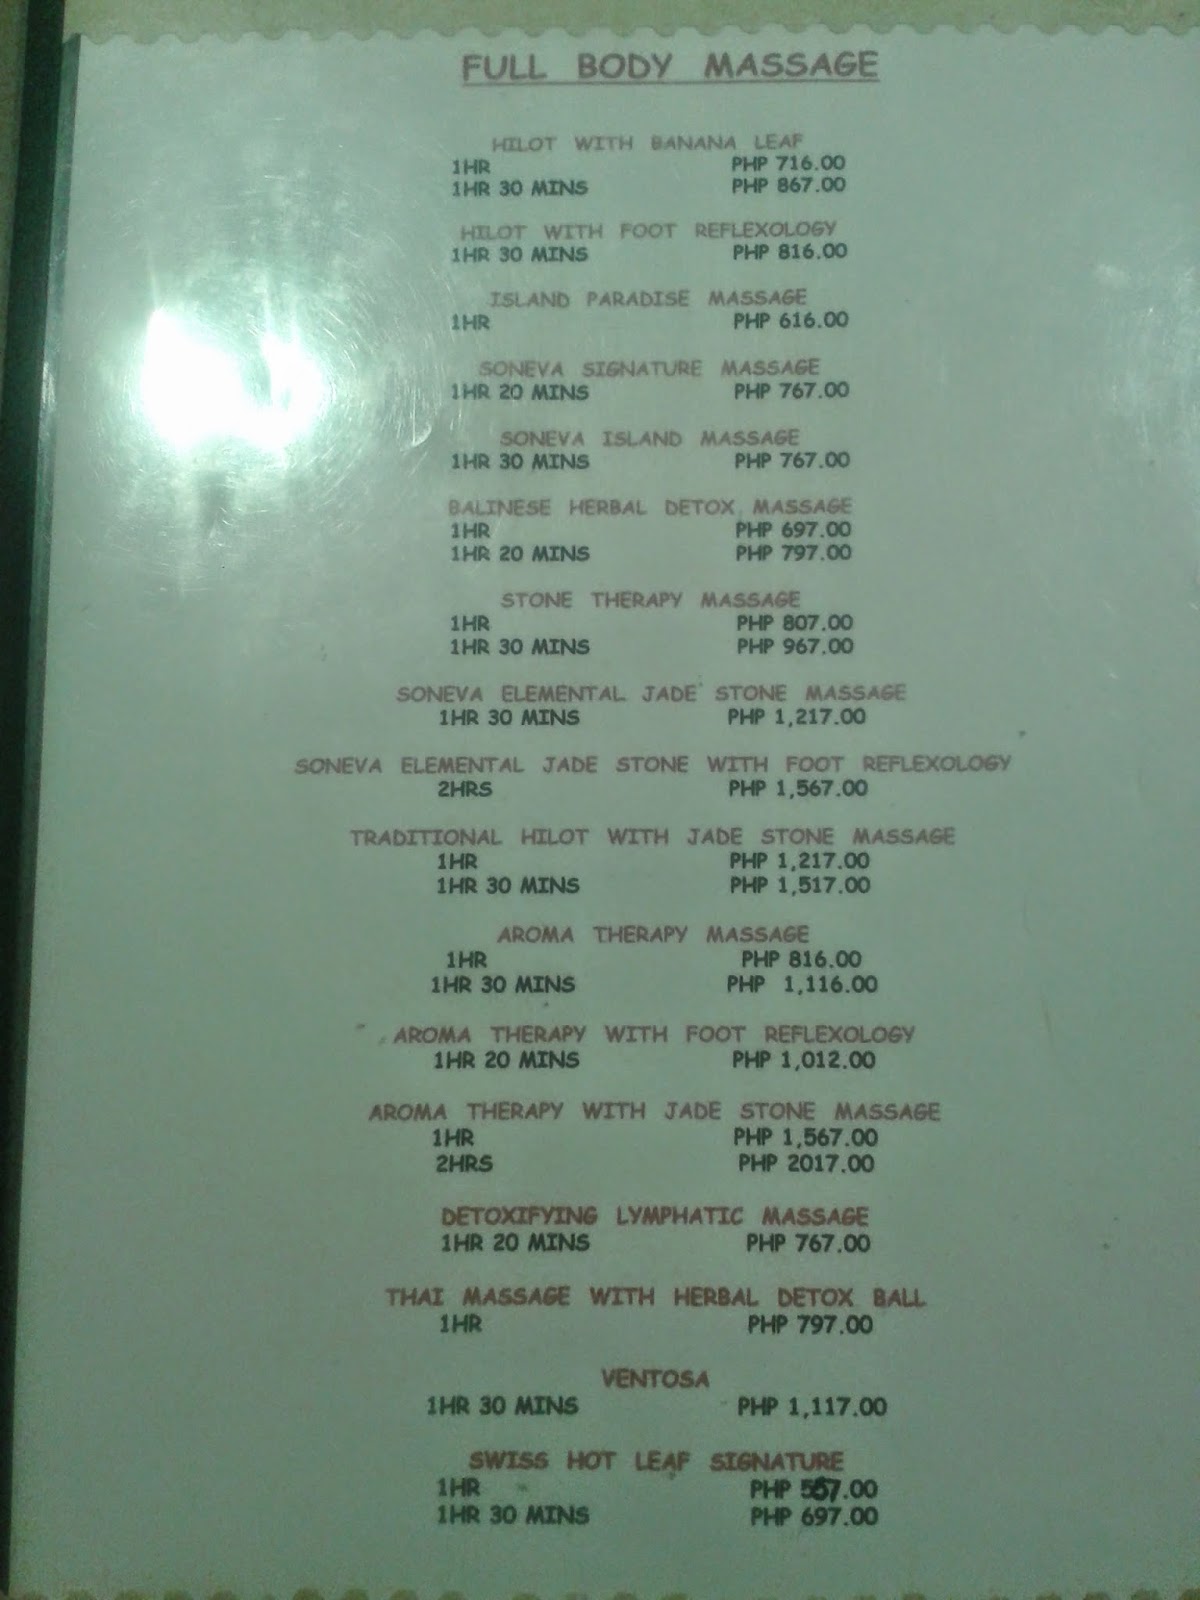 FULL BODY MASSAGE
HILOT WITH BANANA LEAF
1HR PHP 716.00
1HR 30 MINS PHP 867.00
HILOT WITH FOOT REFLEXOLOGY
1HR 30 MINS PHP 816.00
ISLAND PARADISE MASSAGE
1HR PHP 616.00
SONEVA SIGNATURE MASSAGE
1HR 20 MINS PHP 767.00
SONEVA ISLAND MASSAGE
1HR 30 MINS PHP 767.00
BALINESE HERBAL DETOX MASSAGE
1HR PHP 697.00
1HR 20 MINS PHP 797.00
STONE THERAPY MASSAGE
1HR PHP 807.00
1HR 30 MINS PHP 967.00
SONEVA ELEMENTAL JADE STONE MASSAGE
1HR 30 MINS PHP 1,217.00
SONEVA ELEMENTAL JADE STONE WITH FOOT REFLEXOLOGY
2HRS PHP 1,567.00
TRADITIONAL HILOT WITH JADE STONE MASSAGE
1HR PHP 1,217.00
1HR 30 MINS PHP 1,517.00
AROMA THERAPY MASSAGE
1HR PHP 816.00
1HR 30 MINS PHP 1,116.00
AROMA THERAPY WITH FOOT REFLEXOLOGY
1HR 20 MINS PHP 1,012.00
AROMA THERAPY WITH JADE STONE MASSAGE
1HR PHP 1,567.00
2HRS PHP 2017.00
DETOXIFYING LYMPHATIC MASSAGE
1HR 20 MINS PHP 767.00
THAI MASSAGE WITH HERBAL DETOX BALL
1HR PHP 797.00
VENTOSA
1HR 30 MINS PHP 1,117.00
SWISS HOT LEAF SIGNATURE
1HR PHP
1HR 30 MINS PHP 697.00